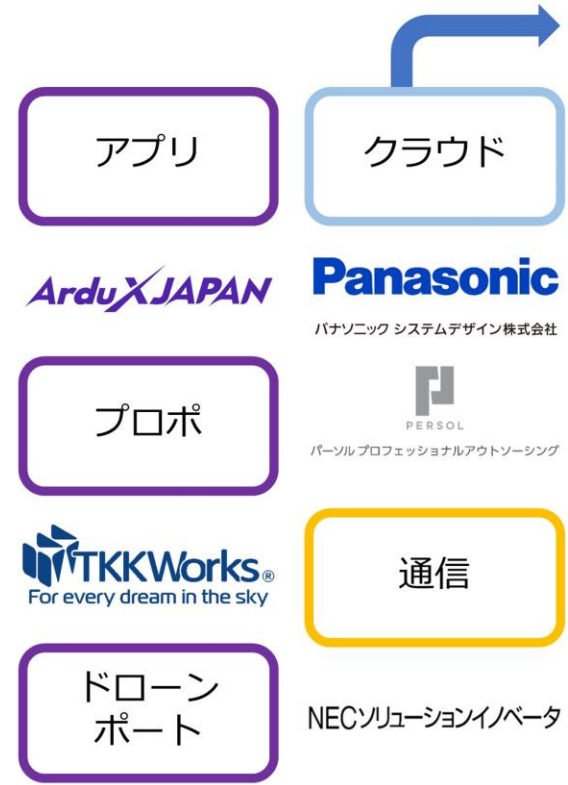 アプリ
ArduXJAPAN
プロポ
TKKWorks®
For every dream in the sky
ドローン
ポート
クラウド
Panasonic
パナソニック システムデザイン株式会社
PERSOL
パーソル プロフェッショナルアウトソーシング
通信
NECソリューションイノベータ